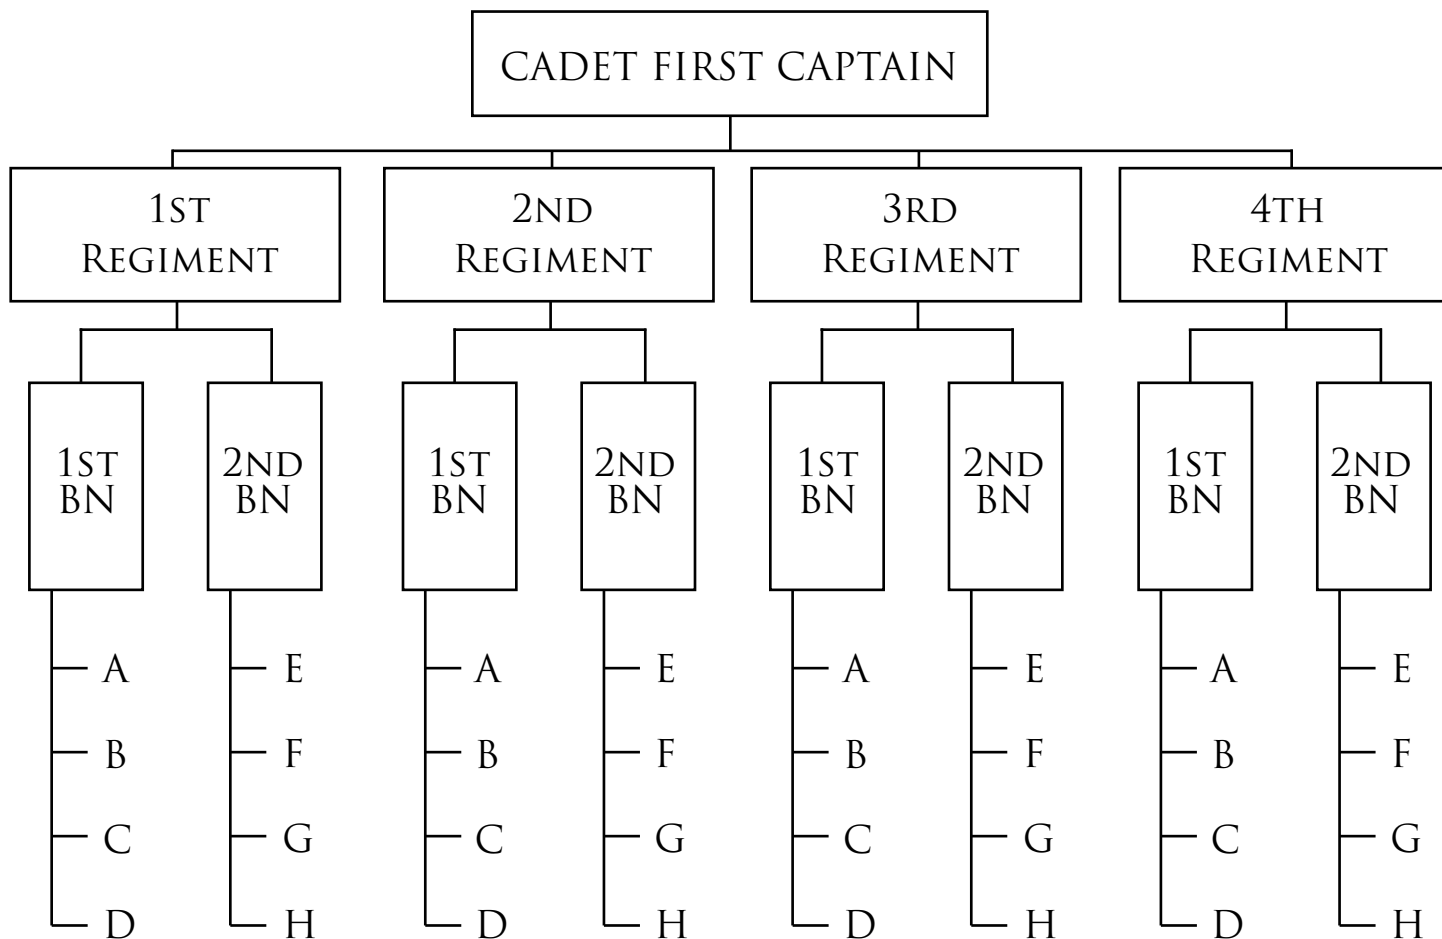 CADET FIRST CAPTAIN
1ST
REGIMENT
2ND
REGIMENT
3RD
REGIMENT
4TH
REGIMENT
1ST
BN
2ND
BN
1ST
BN
2ND
BN
1ST
BN
2ND
BN
1ST
BN
2ND
BN
A
B
C
D
E
F
G
H
A
B
C
D
E
F
G
H
A
B
C
D
E
F
G
H
A
B
C
D
E
F
G
H